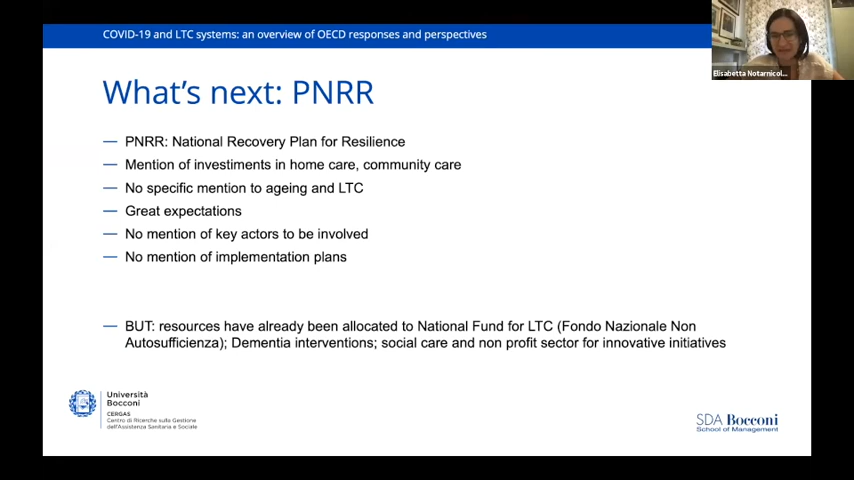 COVID-19 and LTC systems: an overview of OECD responses and perspectives
Elisabetta Notarnicol...
What's next: PNRR
— PNRR: National Recovery Plan for Resilience
— Mention of investiments in home care, community care
— No specific mention to ageing and LTC
— Great expectations
— No mention of key actors to be involved
— No mention of implementation plans
— BUT: resources have already been allocated to National Fund for LTC (Fondo Nazionale Non
Autosufficienza); Dementia interventions; social care and non profit sector for innovative initiatives
Università
Bocconi
CERGAS
Centro di Ricerche sulla Gestione
dell'Assistenza Sanitaria e Sociale
SDA Bocconi
School of Management